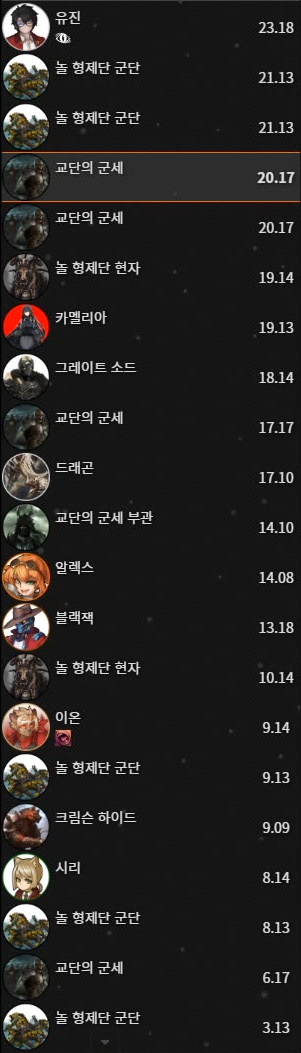 유진
23.18
놀 형제단 군단
21.13
놀 형제단 군단
21.13
교단의 군세
20.17
교단의 군세
20.17
놀 형제단 현자
19.14
카멜리아
19.13
그레이트 소드
18.14
교단의 군세
17.17
드래곤
17.10
교단의 군세 부관
14.10
알렉스
14.08
블랙잭
13.18
놀 형제단 현자
10.14
이온
9.14
놀 형제단 군단
9.13
크림슨 하이드
9.09
시리
8.14
놀 형제단 군단
8.13
교단의 군세
6.17
놀 형제단 군단
3.13